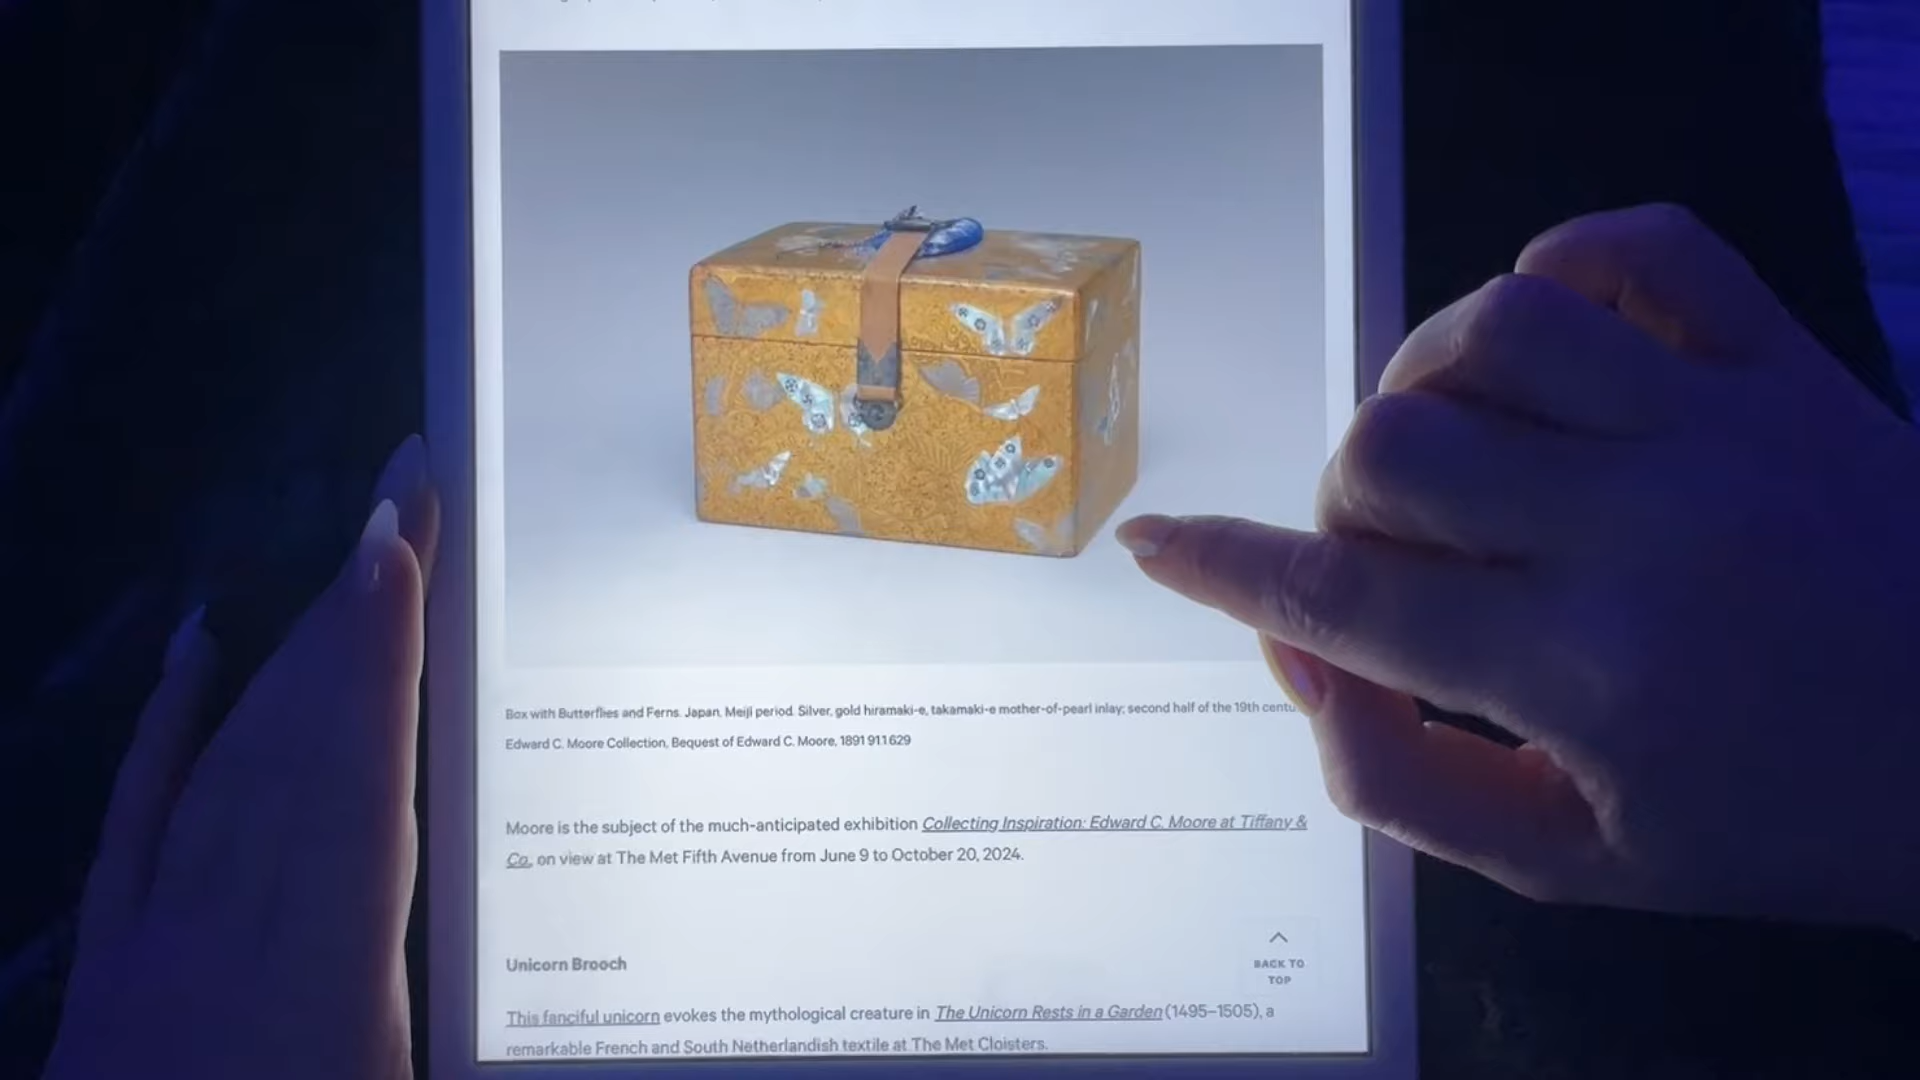 Box with Butterflies and Ferns. Japan, Meiji period. Silver, gold hiramaki-e, takamaki-e mother-of-pearl inlay; second half of the 19th centu
Edward C. Moore Collection, Bequest of Edward C. Moore, 1891 911629
Moore is the subject of the much-anticipated exhibition Collecting Inspiration: Edward C. Moore at Tiffany &
Co. on view at The Met Fifth Avenue from June 9 to October 20, 2024.
Unicorn Brooch
This fanciful unicorn evokes the mythological creature in The Unicorn Rests in a Garden (1495–1505), a
remarkable French and South Netherlandish textile at The Met Cloisters.
BACK TO
TOP